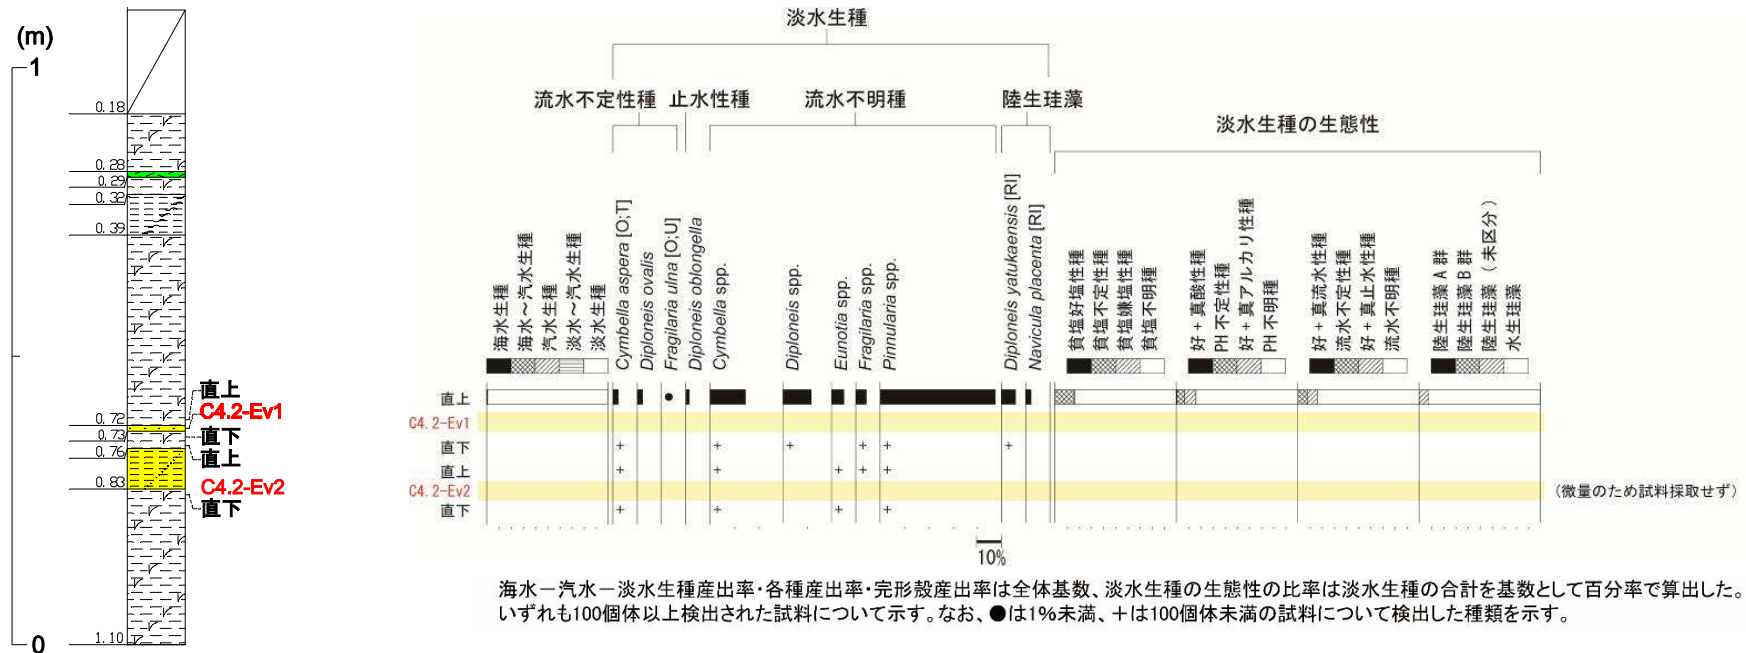 (m)
1
0.18
0.28
0.29
0.32
0.39
0.72
0.73
0.76
0.83
1.10
0
直上
C4.2-Ev1
直下
直上
C4.2-Ev2
直下
淡水生種
流水不定性種 止水性種 流水不明種 陸生珪藻
淡水生種の生態性
海水生種
海水~汽水生種
汽水生種
淡水~汽水生種
淡水生種
Cymbella aspera [O;T]
Diploneis ovalis
Fragilaria ulna [O;U]
Diploneis oblongella
Cymbella spp.
Diploneis spp.
Eunotia spp.
Fragilaria spp.
Pinnularia spp.
Diploneis yatukaensis [RI]
Navicula placenta [RI]
貧塩好塩性種
貧塩不定性種
貧塩嫌塩性種
貧塩不明種
好+真酸性種
PH不定性種
好+真アルカリ性種
PH不明種
好+真流水性種
流水不定性種
好+真止水性種
流水不明種
陸生珪藻A群
陸生珪藻B群
陸生珪藻(未区分)
水生珪藻
直上 ●
C4.2-Ev1
直下 + + + + + +
直上 + + + + +
C4.2-Ev2 (微量のため試料採取せず)
直下 + + + +
10%
海水-汽水-淡水生種産出率・各種産出率・完形殻産出率は全体基数、淡水生種の生態性の比率は淡水生種の合計を基数として百分率で算出した。
いずれも100個体以上検出された試料について示す。なお、●は1%未満、+は100個体未満の試料について検出した種類を示す。